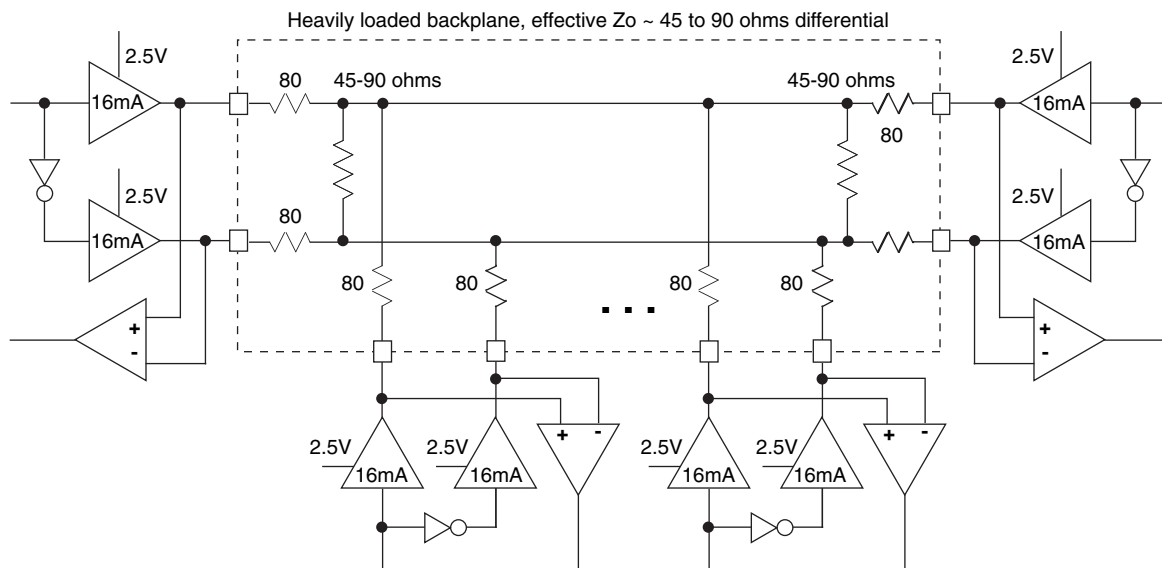 Heavily loaded backplane, effective Zo ~ 45 to 90 ohms differential
2.5V
2.5V
80
45-90 ohms
45-90 ohms
16mA
16mA
80
2.5V
2.5V
80
16mA
16mA
80
80
80
80
+
-
. . .
+
-
2.5V
2.5V
+
-
2.5V
2.5V
+
-
16mA
16mA
16mA
16mA